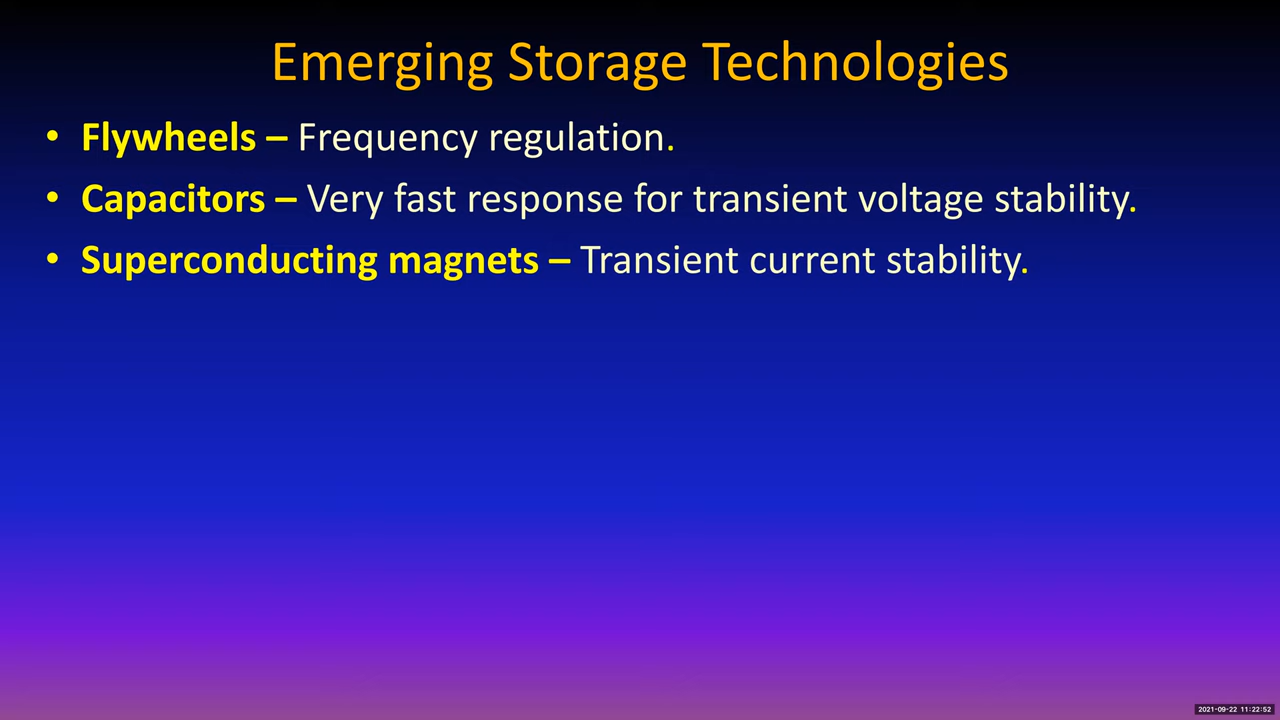 Emerging Storage Technologies
• Flywheels – Frequency regulation.
• Capacitors – Very fast response for transient voltage stability.
• Superconducting magnets – Transient current stability.
2021-09-22 11:22:52